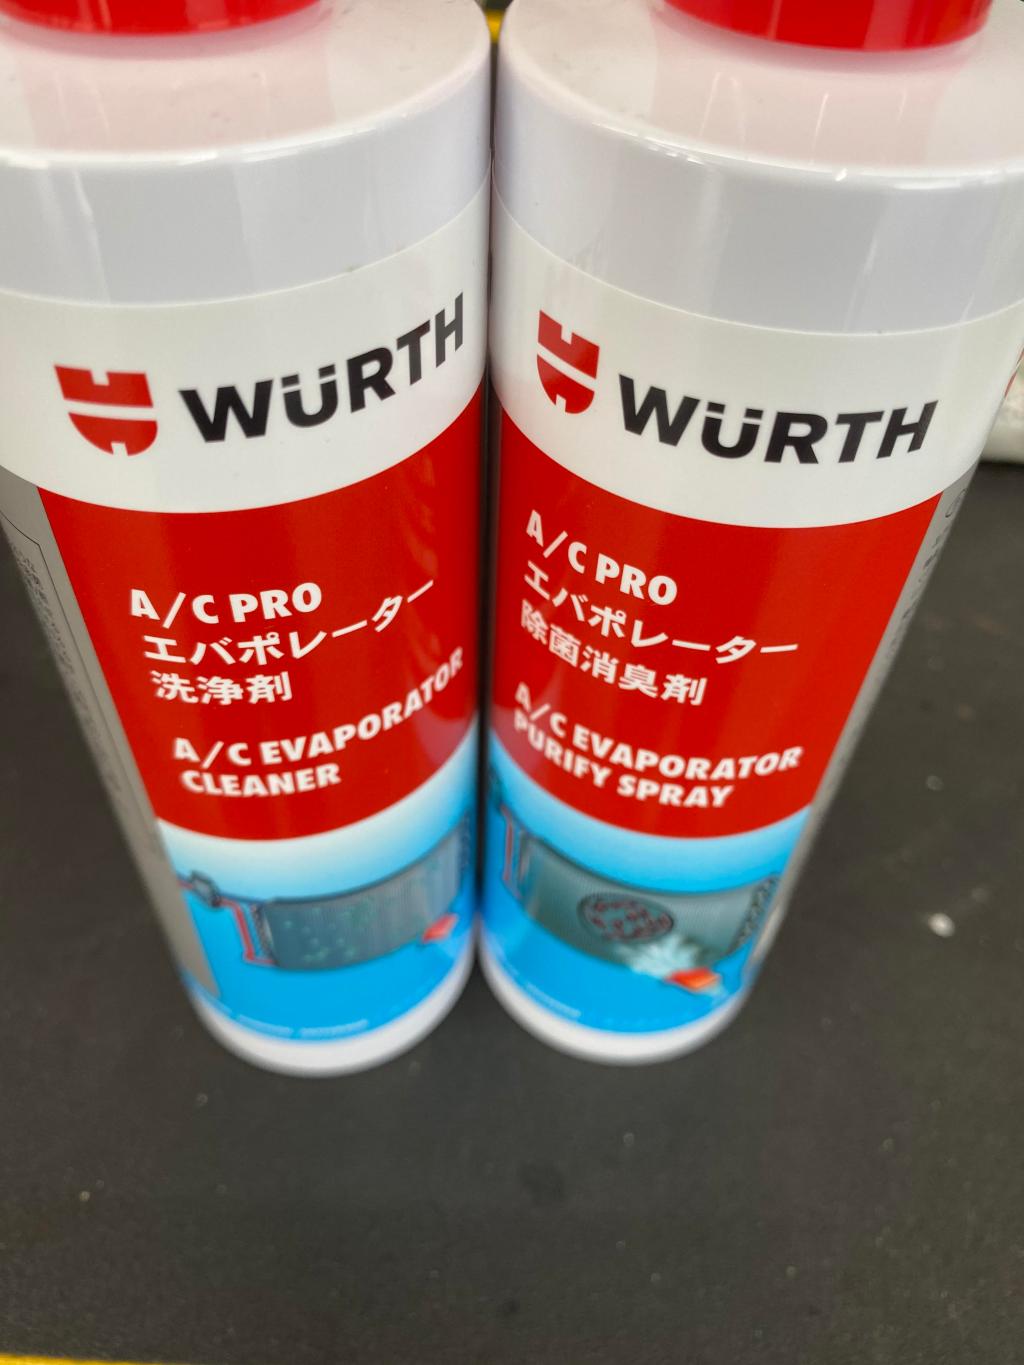 WÜRTH
A/C PRO
エバポレーター
洗浄剤
A/C EVAPORATOR
CLEANER
WÜRTH
A/C PRO
エバポレーター
除菌消臭剤
A/C EVAPORATOR
PURIFY SPRAY